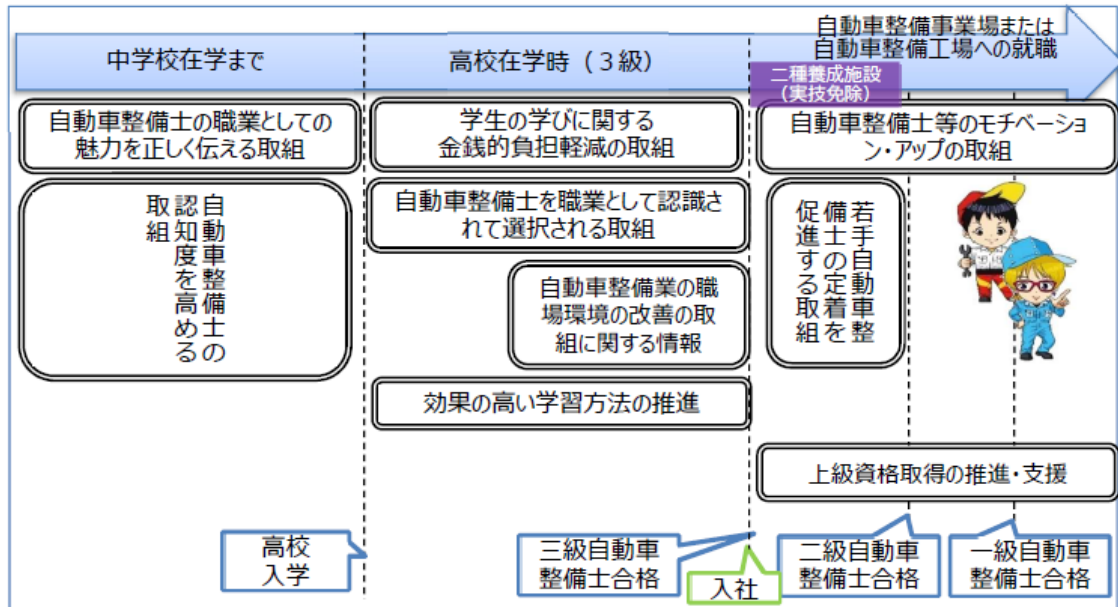 中学校在学まで
高校在学時（３級）
自動車整備事業場または
自動車整備工場への就職
二種養成施設
（実技免除）
自動車整備士の職業としての
魅力を正しく伝える取組
学生の学びに関する
金銭的負担軽減の取組
自動車整備士等のモチベーショ
ン・アップの取組
自動車整備士の
認知度を高める
取組
自動車整備士を職業として認識さ
れて選択される取組
若手自動車整
備士の定着を
促進する取組
自動車整備業の職
場環境の改善の取
組に関する情報
効果の高い学習方法の推進
上級資格取得の推進・支援
高校
入学
三級自動車
整備士合格
入社
二級自動車
整備士合格
一級自動車
整備士合格